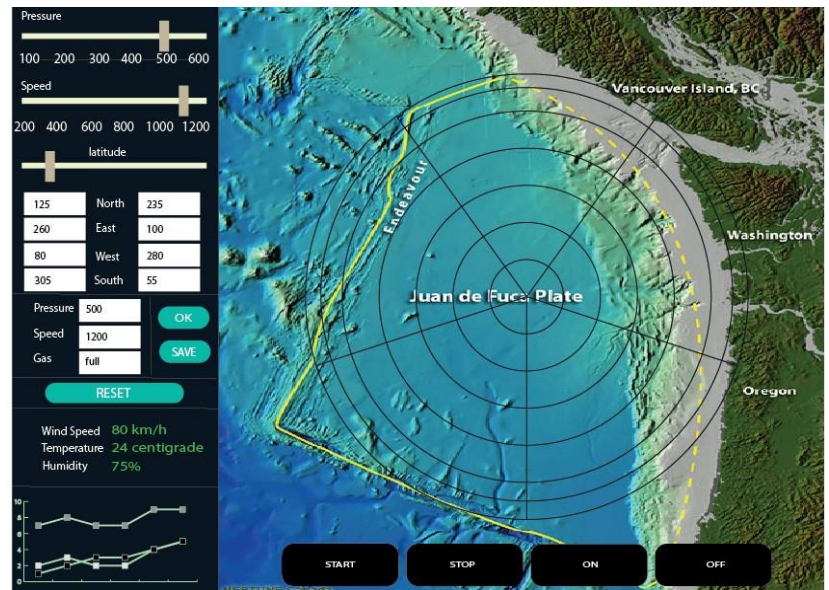 Pressure
100 200 300 400 500 600
Speed
200 400 600 800 1000 1200
latitude
125 North 235
260 East 100
80 West 280
305 South 55
Pressure 500
OK
Speed 1200
SAVE
Gas full
RESET
Wind Speed 80 km/h
Temperature 24 centigrade
Humidity 75%
10
8
6
4
2
0
Vancouver Island, BC
Endeavour
Washington
Juan de Fuca Plate
Oregon
START STOP ON OFF